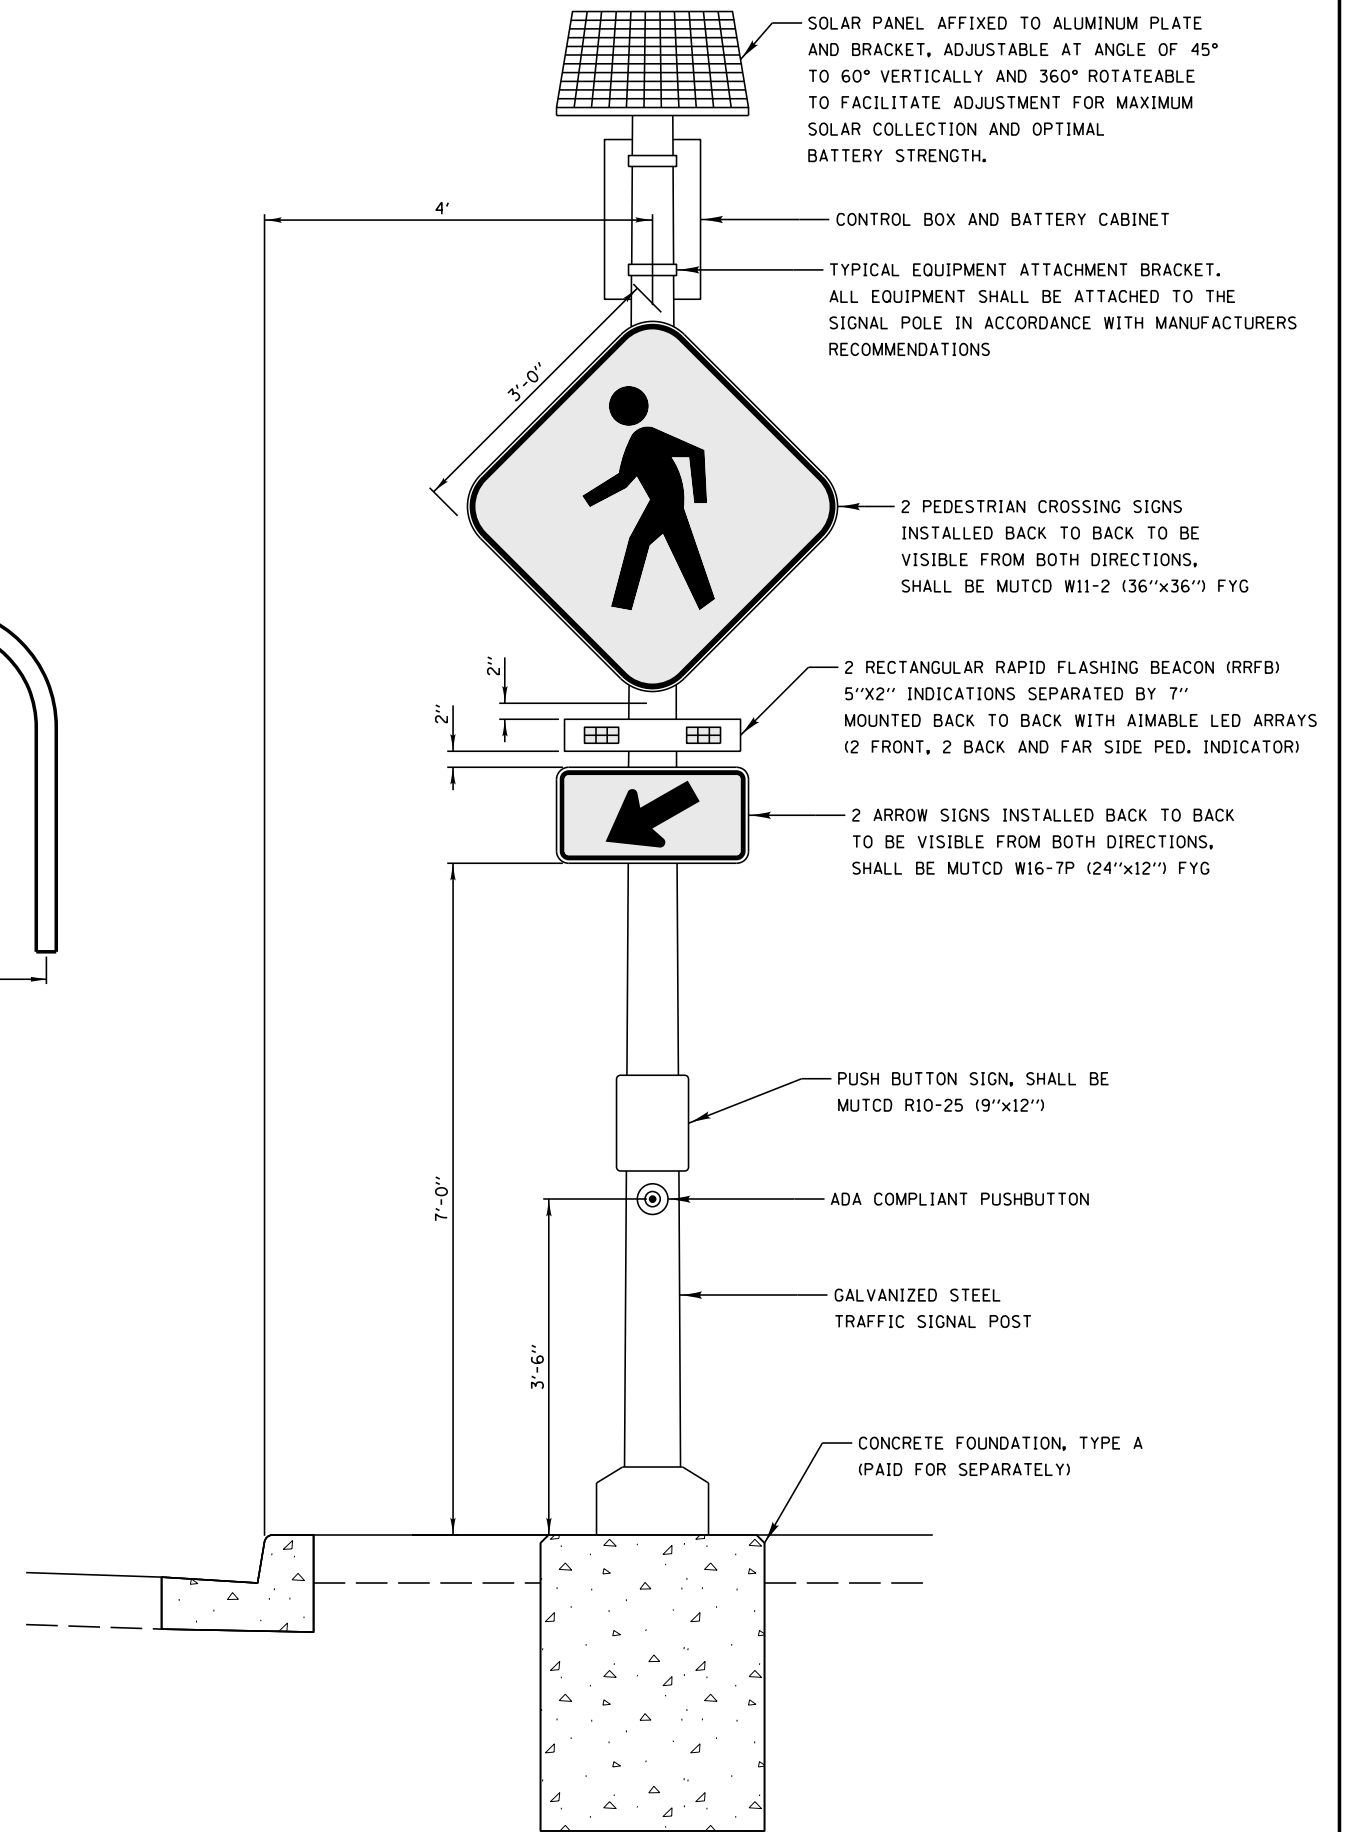 SOLAR PANEL AFFIXED TO ALUMINUM PLATE
AND BRACKET, ADJUSTABLE AT ANGLE OF 45°
TO 60° VERTICALLY AND 360° ROTATEABLE
TO FACILITATE ADJUSTMENT FOR MAXIMUM
SOLAR COLLECTION AND OPTIMAL
BATTERY STRENGTH.
4'
CONTROL BOX AND BATTERY CABINET
TYPICAL EQUIPMENT ATTACHMENT BRACKET.
ALL EQUIPMENT SHALL BE ATTACHED TO THE
SIGNAL POLE IN ACCORDANCE WITH MANUFACTURERS
RECOMMENDATIONS
3'-0''
2 PEDESTRIAN CROSSING SIGNS
INSTALLED BACK TO BACK TO BE
VISIBLE FROM BOTH DIRECTIONS,
SHALL BE MUTCD W11-2 (36''x36'') FYG
2''
2 RECTANGULAR RAPID FLASHING BEACON (RRFB)
5''X2'' INDICATIONS SEPARATED BY 7''
MOUNTED BACK TO BACK WITH AIMABLE LED ARRAYS
(2 FRONT, 2 BACK AND FAR SIDE PED. INDICATOR)
2''
2 ARROW SIGNS INSTALLED BACK TO BACK
TO BE VISIBLE FROM BOTH DIRECTIONS,
SHALL BE MUTCD W16-7P (24''x12'') FYG
PUSH BUTTON SIGN, SHALL BE
MUTCD R10-25 (9''x12'')
7'-0''
ADA COMPLIANT PUSHBUTTON
GALVANIZED STEEL
TRAFFIC SIGNAL POST
3'-6''
CONCRETE FOUNDATION, TYPE A
(PAID FOR SEPARATELY)